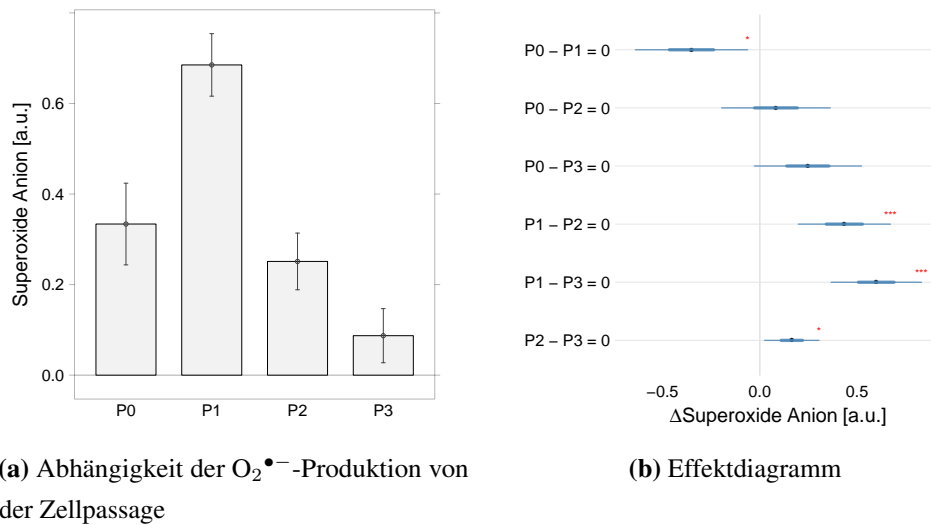 Superoxide Anion [a.u.]
0.6
0.4
0.2
0.0
P0 P1 P2 P3
(a) Abhängigkeit der O₂•⁻-Produktion von
der Zellpassage
P0 − P1 = 0
*
P0 − P2 = 0
P0 − P3 = 0
P1 − P2 = 0
***
P1 − P3 = 0
***
P2 − P3 = 0
*
−0.5 0.0 0.5
ΔSuperoxide Anion [a.u.]
(b) Effektdiagramm